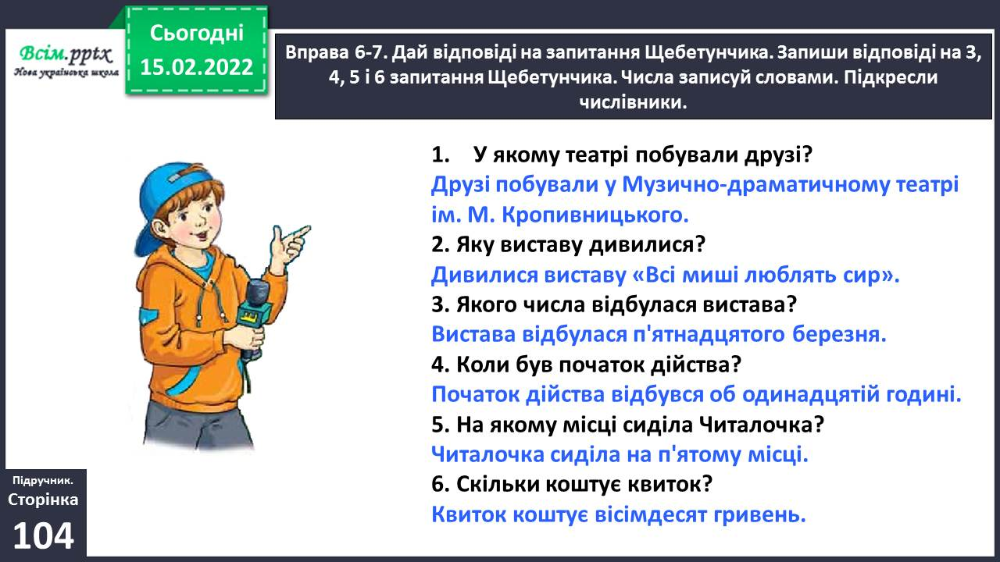 Сьогодні
15.02.2022
Всім.pptx
Нова українська школа
Вправа 6-7. Дай відповіді на запитання Щебетунчика. Запиши відповіді на 3,
4, 5 і 6 запитання Щебетунчика. Числа записуй словами. Підкресли
числівники.
1. У якому театрі побували друзі?
Друзі побували у Музично-драматичному театрі
ім. М. Кропивницького.
2. Яку виставу дивилися?
Дивилися виставу «Всі миші люблять сир».
3. Якого числа відбулася вистава?
Вистава відбулася п'ятнадцятого березня.
4. Коли був початок дійства?
Початок дійства відбувся об одинадцятій годині.
5. На якому місці сиділа Читалочка?
Читалочка сиділа на п'ятому місці.
6. Скільки коштує квиток?
Квиток коштує вісімдесят гривень.
Підручник.
Сторінка
104